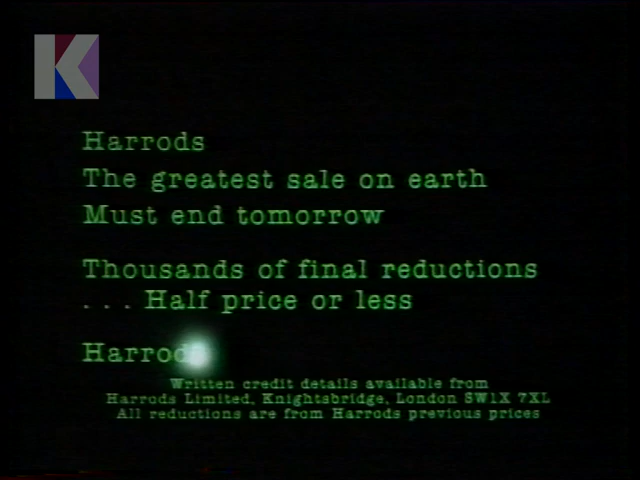 K
Harrods
The greatest sale on earth
Must end tomorrow
Thousands of final reductions
. . . Half price or less
Harrods
Written credit details available from
Harrods Limited, Knightsbridge, London SW1X 7XL
All reductions are from Harrods previous prices